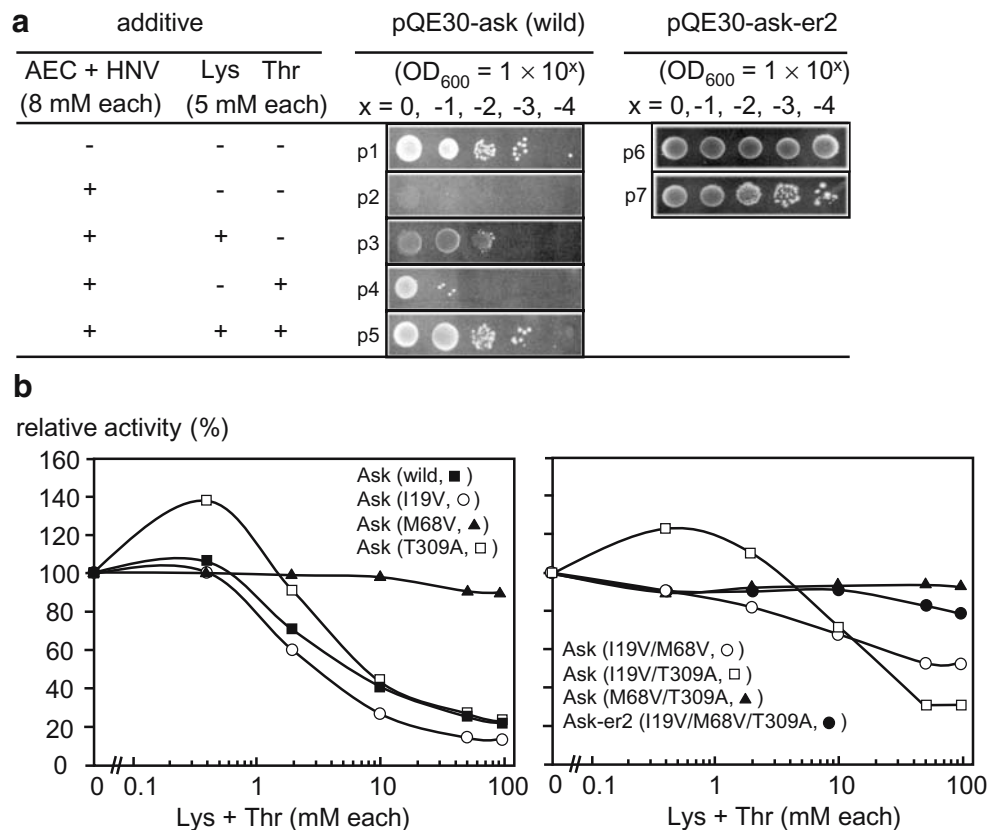 a
additive
pQE30-ask (wild)
pQE30-ask-er2
AEC + HNV
(8 mM each)
Lys Thr
(5 mM each)
(OD600 = 1 × 10ˣ)
x = 0, -1, -2, -3, -4
(OD600 = 1 × 10ˣ)
x = 0, -1, -2, -3, -4
- - - p1 p6
+ - - p2 p7
+ + - p3
+ - + p4
+ + + p5
b
relative activity (%)
160
140
120
100
80
60
40
20
0
Ask (wild, ■ )
Ask (I19V, ○ )
Ask (M68V, ▲ )
Ask (T309A, □ )
0 0.1 1 10 100
Lys + Thr (mM each)
Ask (I19V/M68V, ○ )
Ask (I19V/T309A, □ )
Ask (M68V/T309A, ▲ )
Ask-er2 (I19V/M68V/T309A, ● )
0 0.1 1 10 100
Lys + Thr (mM each)